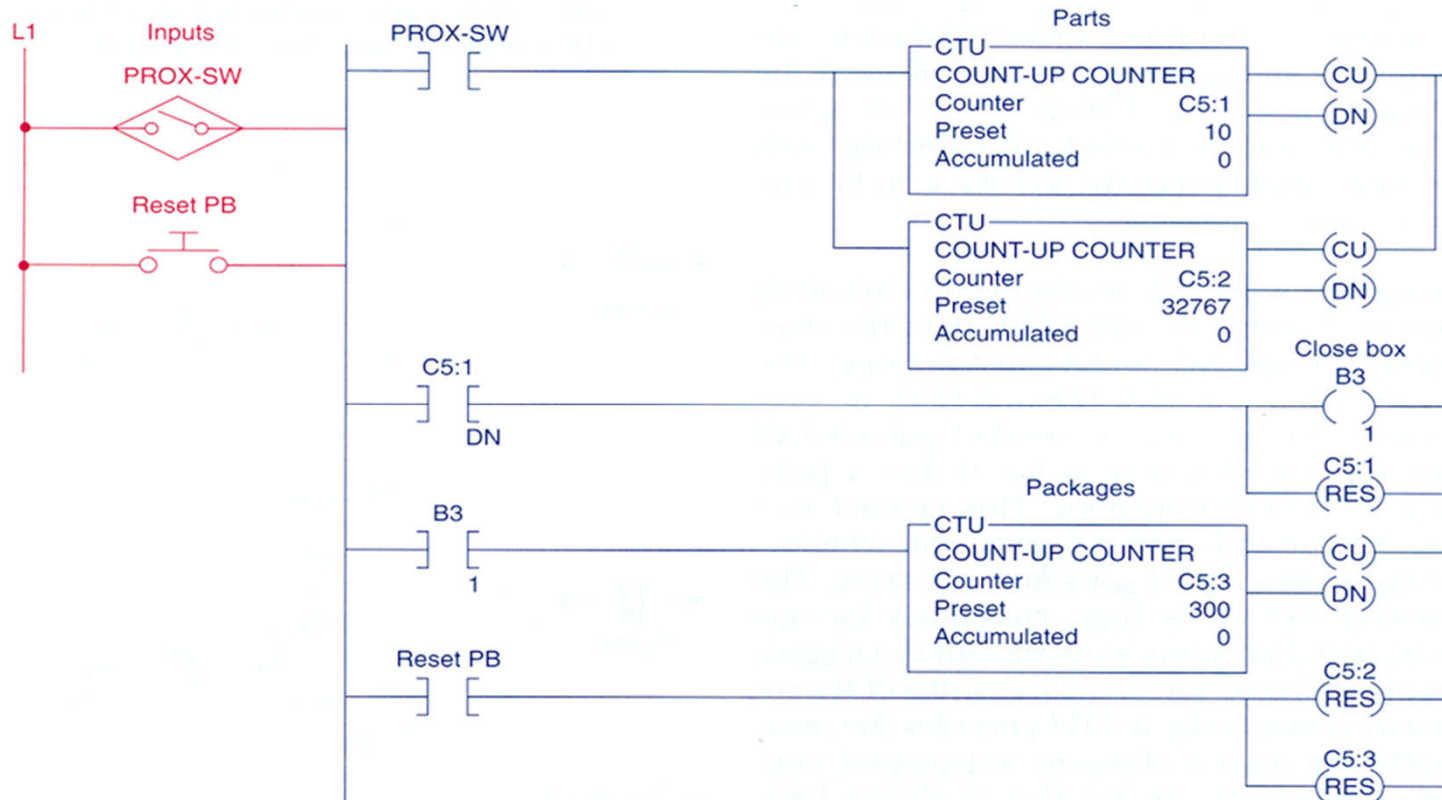 L1
Inputs
PROX-SW
Reset PB
PROX-SW
Parts
CTU
COUNT-UP COUNTER
Counter C5:1
Preset 10
Accumulated 0
CU
DN
CTU
COUNT-UP COUNTER
Counter C5:2
Preset 32767
Accumulated 0
CU
DN
C5:1
DN
Close box
B3
1
C5:1
RES
B3
1
Packages
CTU
COUNT-UP COUNTER
Counter C5:3
Preset 300
Accumulated 0
CU
DN
Reset PB
C5:2
RES
C5:3
RES